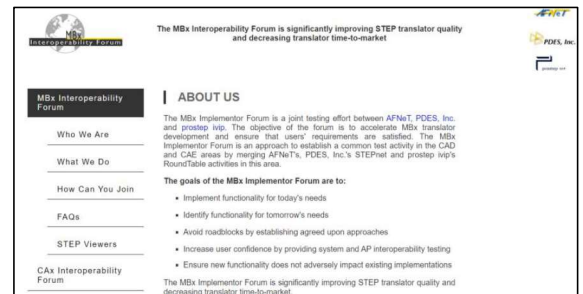 MBx
Interoperability Forum
The MBx Interoperability Forum is significantly improving STEP translator quality
and decreasing translator time-to-market
AFNeT
PDES, Inc.
prostep ivip
MBx Interoperability
Forum
Who We Are
What We Do
How Can You Join
FAQs
STEP Viewers
CAx Interoperability
Forum
ABOUT US
The MBx Implementor Forum is a joint testing effort between AFNeT, PDES, Inc.
and prostep ivip. The objective of the forum is to accelerate MBx translator
development and ensure that users' requirements are satisfied. The MBx
Implementor Forum is an approach to establish a common test activity in the CAD
and CAE areas by merging AFNeT's, PDES, Inc.'s STEPnet and prostep ivip's
RoundTable activities in this area.
The goals of the MBx Implementor Forum are to:
▪ Implement functionality for today's needs
▪ Identify functionality for tomorrow's needs
▪ Avoid roadblocks by establishing agreed upon approaches
▪ Increase user confidence by providing system and AP interoperability testing
▪ Ensure new functionality does not adversely impact existing implementations
The MBx Implementor Forum is significantly improving STEP translator quality and
decreasing translator time-to-market.